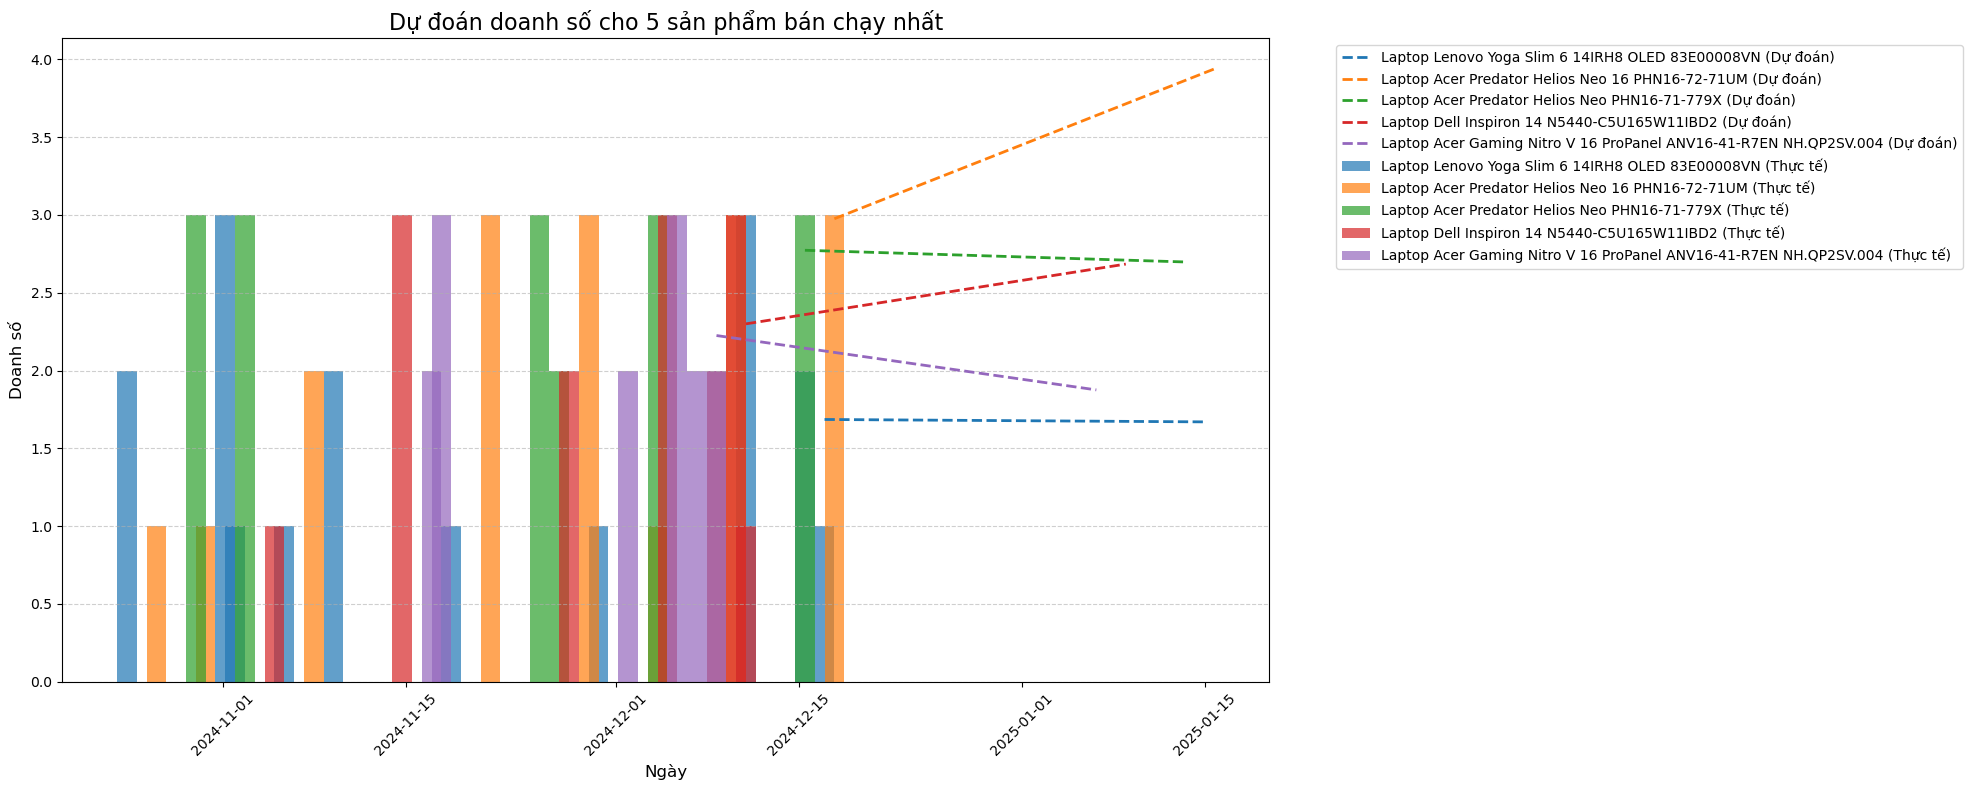 Dự đoán doanh số cho 5 sản phẩm bán chạy nhất
Doanh số
4.0
3.5
3.0
2.5
2.0
1.5
1.0
0.5
0.0
2024-11-01
2024-11-15
2024-12-01
2024-12-15
2025-01-01
2025-01-15
Ngày
Laptop Lenovo Yoga Slim 6 14IRH8 OLED 83E00008VN (Dự đoán)
Laptop Acer Predator Helios Neo 16 PHN16-72-71UM (Dự đoán)
Laptop Acer Predator Helios Neo PHN16-71-779X (Dự đoán)
Laptop Dell Inspiron 14 N5440-C5U165W11IBD2 (Dự đoán)
Laptop Acer Gaming Nitro V 16 ProPanel ANV16-41-R7EN NH.QP2SV.004 (Dự đoán)
Laptop Lenovo Yoga Slim 6 14IRH8 OLED 83E00008VN (Thực tế)
Laptop Acer Predator Helios Neo 16 PHN16-72-71UM (Thực tế)
Laptop Acer Predator Helios Neo PHN16-71-779X (Thực tế)
Laptop Dell Inspiron 14 N5440-C5U165W11IBD2 (Thực tế)
Laptop Acer Gaming Nitro V 16 ProPanel ANV16-41-R7EN NH.QP2SV.004 (Thực tế)